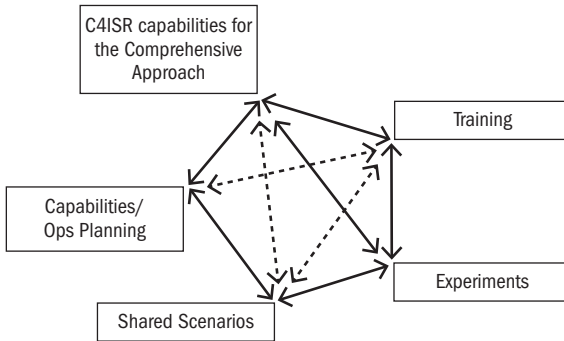 C4ISR capabilities for
the Comprehensive
Approach
Training
Capabilities/
Ops Planning
Experiments
Shared Scenarios